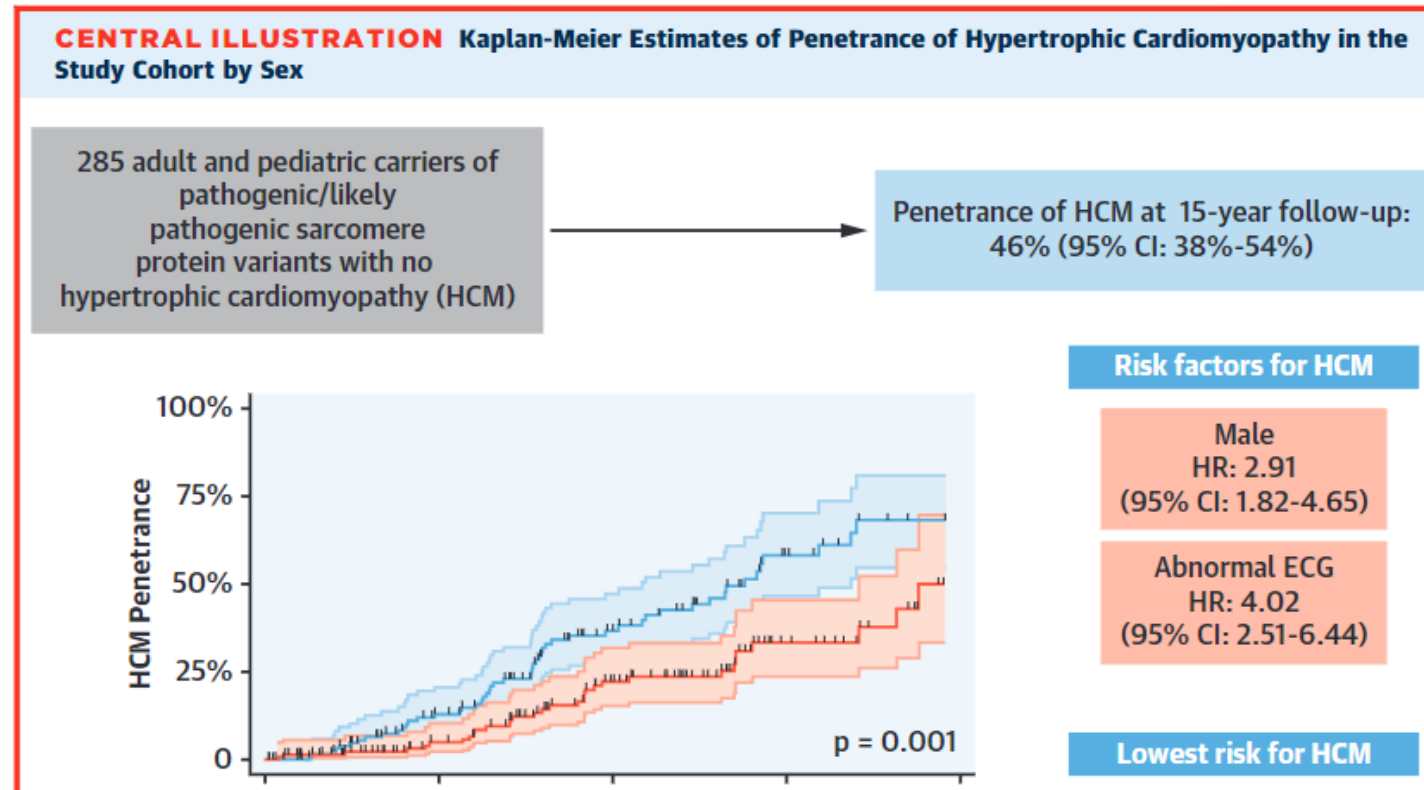 CENTRAL ILLUSTRATION Kaplan-Meier Estimates of Penetrance of Hypertrophic Cardiomyopathy in the
Study Cohort by Sex
285 adult and pediatric carriers of
pathogenic/likely
pathogenic sarcomere
protein variants with no
hypertrophic cardiomyopathy (HCM)
Penetrance of HCM at 15-year follow-up:
46% (95% CI: 38%-54%)
Risk factors for HCM
Male
HR: 2.91
(95% CI: 1.82-4.65)
Abnormal ECG
HR: 4.02
(95% CI: 2.51-6.44)
Lowest risk for HCM
HCM Penetrance
100%
75%
50%
25%
0
p = 0.001